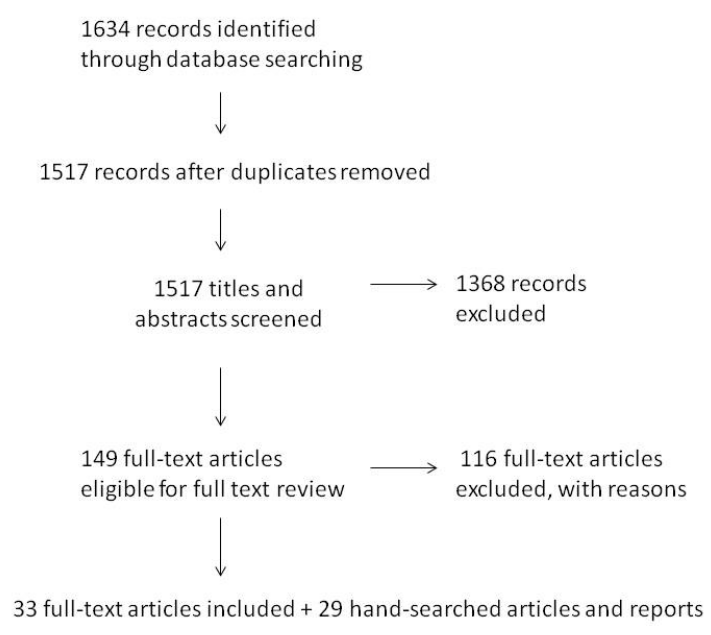 1634 records identified
through database searching
1517 records after duplicates removed
1517 titles and
abstracts screened
1368 records
excluded
149 full-text articles
eligible for full text review
116 full-text articles
excluded, with reasons
33 full-text articles included + 29 hand-searched articles and reports